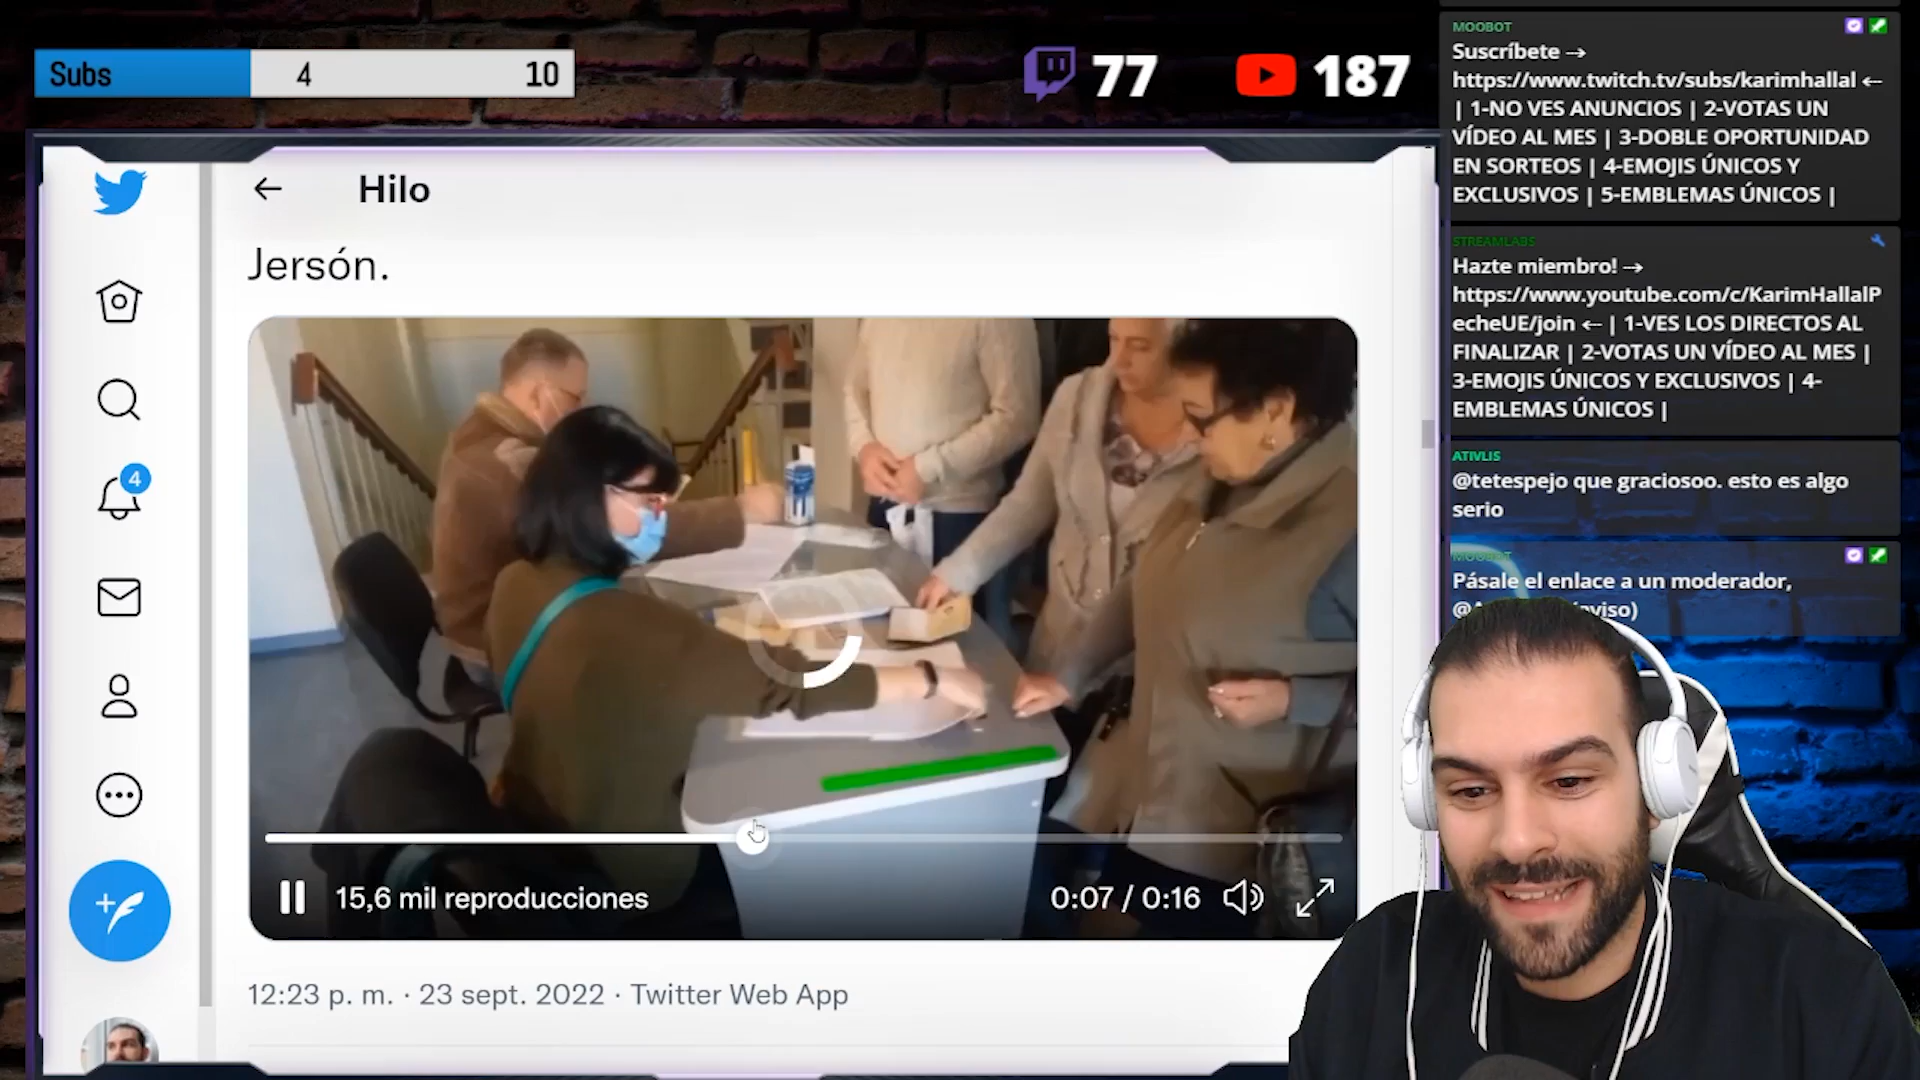 Subs 4 10
77
187
Hilo
Jersón.
4
15,6 mil reproducciones
0:07 / 0:16
12:23 p. m. · 23 sept. 2022 · Twitter Web App
MOOBOT
Suscríbete →
https://www.twitch.tv/subs/karimhallal ←
| 1-NO VES ANUNCIOS | 2-VOTAS UN
VÍDEO AL MES | 3-DOBLE OPORTUNIDAD
EN SORTEOS | 4-EMOJIS ÚNICOS Y
EXCLUSIVOS | 5-EMBLEMAS ÚNICOS |
STREAMLABS
Hazte miembro! →
https://www.youtube.com/c/KarimHallalP
echeUE/join ← | 1-VES LOS DIRECTOS AL
FINALIZAR | 2-VOTAS UN VÍDEO AL MES |
3-EMOJIS ÚNICOS Y EXCLUSIVOS | 4-
EMBLEMAS ÚNICOS |
ATIVLIS
@tetespejo que graciosoo. esto es algo
serio
MOOBOT
Pásale el enlace a un moderador,